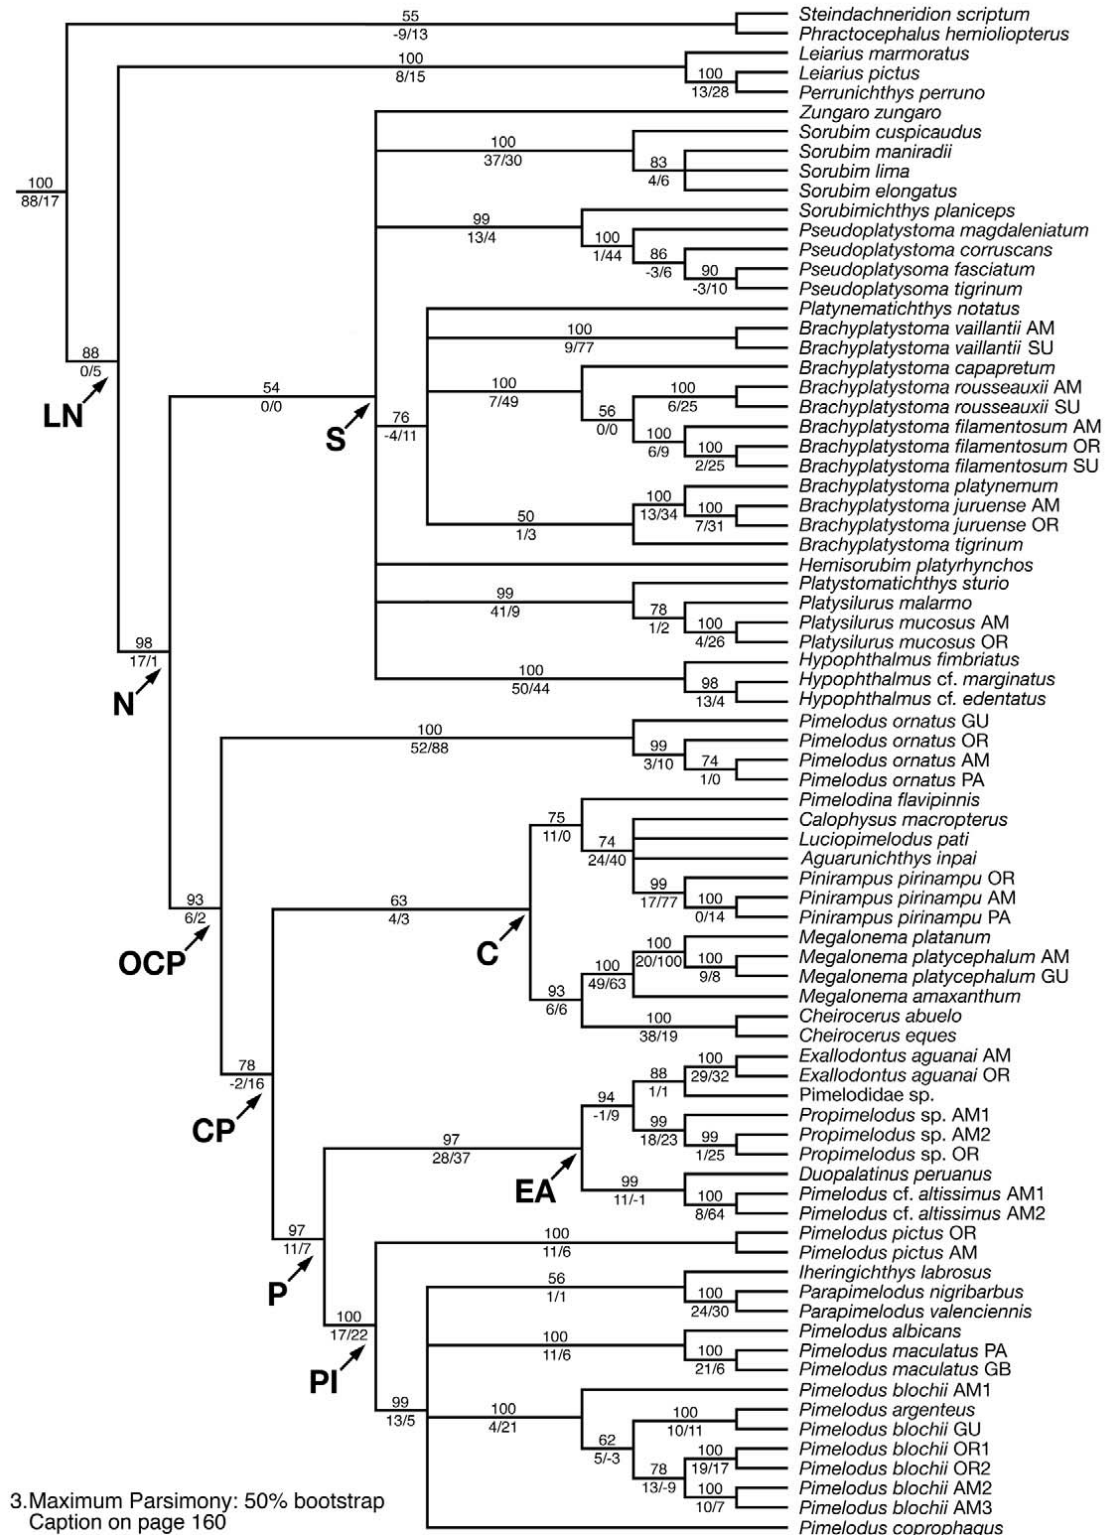 55
-9/13
Steindachneridion scriptum
Phractocephalus hemioliopterus
100
8/15
Leiarius marmoratus
100
13/28
Leiarius pictus
Perrunichthys perruno
Zungaro zungaro
100
37/30
Sorubim cuspicaudus
83
4/6
Sorubim maniradii
Sorubim lima
Sorubim elongatus
100
88/17
99
13/4
Sorubimichthys planiceps
100
1/44
Pseudoplatystoma magdaleniatum
86
-3/6
Pseudoplatystoma corruscans
90
-3/10
Pseudoplatysoma fasciatum
Pseudoplatysoma tigrinum
Platynematichthys notatus
100
9/77
Brachyplatystoma vaillantii AM
Brachyplatystoma vaillantii SU
88
0/5
LN
54
0/0
S
76
-4/11
100
7/49
Brachyplatystoma capapretum
56
0/0
100
6/25
Brachyplatystoma rousseauxii AM
Brachyplatystoma rousseauxii SU
100
6/9
Brachyplatystoma filamentosum AM
100
2/25
Brachyplatystoma filamentosum OR
Brachyplatystoma filamentosum SU
50
1/3
100
13/34
Brachyplatystoma platynemum
100
7/31
Brachyplatystoma juruense AM
Brachyplatystoma juruense OR
Brachyplatystoma tigrinum
Hemisorubim platyrhynchos
99
41/9
Platystomatichthys sturio
78
1/2
Platysilurus malarmo
100
4/26
Platysilurus mucosus AM
Platysilurus mucosus OR
98
17/1
N
100
50/44
Hypophthalmus fimbriatus
98
13/4
Hypophthalmus cf. marginatus
Hypophthalmus cf. edentatus
100
52/88
Pimelodus ornatus GU
99
3/10
Pimelodus ornatus OR
74
1/0
Pimelodus ornatus AM
Pimelodus ornatus PA
75
11/0
Pimelodina flavipinnis
74
24/40
Calophysus macropterus
Luciopimelodus pati
Aguarunichthys inpai
99
17/77
Pinirampus pirinampu OR
100
0/14
Pinirampus pirinampu AM
Pinirampus pirinampu PA
93
6/2
OCP
63
4/3
C
93
6/6
100
49/63
100
20/100
Megalonema platanum
100
9/8
Megalonema platycephalum AM
Megalonema platycephalum GU
Megalonema amaxanthum
100
38/19
Cheirocerus abuelo
Cheirocerus eques
78
-2/16
CP
97
28/37
EA
94
-1/9
88
1/1
100
29/32
Exallodontus aguanai AM
Exallodontus aguanai OR
Pimelodidae sp.
99
18/23
Propimelodus sp. AM1
99
1/25
Propimelodus sp. AM2
Propimelodus sp. OR
99
11/-1
Duopalatinus peruanus
100
8/64
Pimelodus cf. altissimus AM1
Pimelodus cf. altissimus AM2
97
11/7
P
100
11/6
Pimelodus pictus OR
Pimelodus pictus AM
100
17/22
PI
56
1/1
Iheringichthys labrosus
100
24/30
Parapimelodus nigribarbus
Parapimelodus valenciennis
100
11/6
Pimelodus albicans
100
21/6
Pimelodus maculatus PA
Pimelodus maculatus GB
99
13/5
100
4/21
Pimelodus blochii AM1
62
5/-3
100
10/11
Pimelodus argenteus
Pimelodus blochii GU
78
13/-9
100
19/17
Pimelodus blochii OR1
Pimelodus blochii OR2
100
10/7
Pimelodus blochii AM2
Pimelodus blochii AM3
Pimelodus coprophagus
3.Maximum Parsimony: 50% bootstrap
Caption on page 160